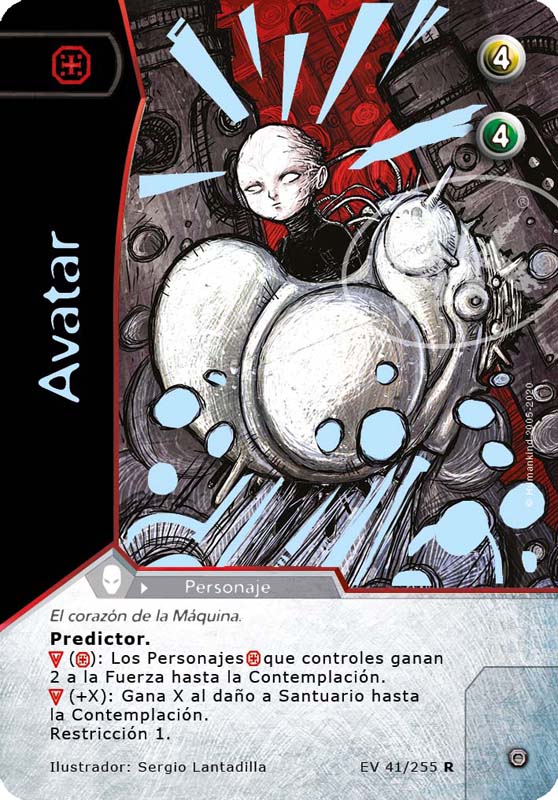 4
4
Avatar
®
© Humankind 2005-2020
Personaje
El corazón de la Máquina.
Predictor.
(): Los Personajes que controles ganan
2 a la Fuerza hasta la Contemplación.
(+X): Gana X al daño a Santuario hasta
la Contemplación.
Restricción 1.
Ilustrador: Sergio Lantadilla
EV 41/255 R